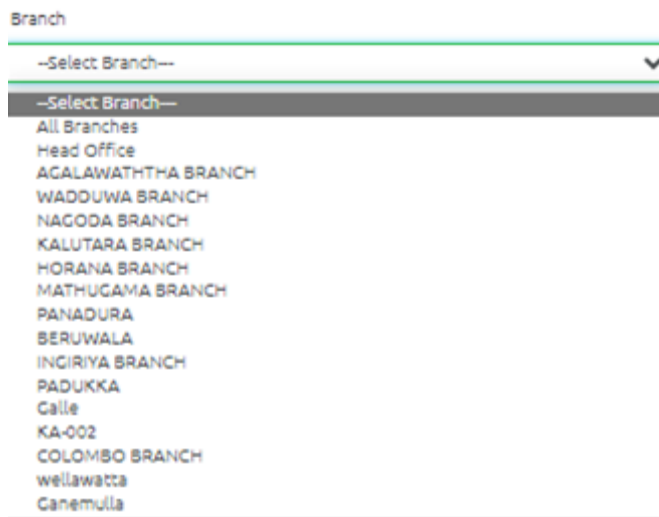 Branch
--Select Branch---
--Select Branch---
All Branches
Head Office
AGALAWATHTHA BRANCH
WADDUWA BRANCH
NAGODA BRANCH
KALUTARA BRANCH
HORANA BRANCH
MATHUGAMA BRANCH
PANADURA
BERUWALA
INGIRIYA BRANCH
PADUKKA
Galle
KA-002
COLOMBO BRANCH
wellawatta
Ganemulla